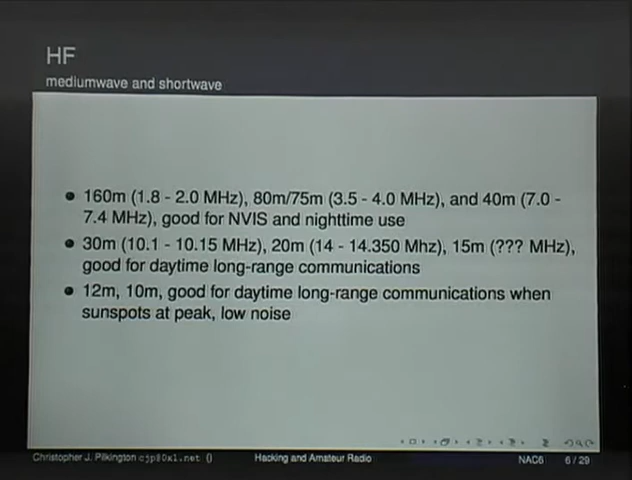 HF
mediumwave and shortwave
160m (1.8 - 2.0 MHz), 80m/75m (3.5 - 4.0 MHz), and 40m (7.0 -
7.4 MHz), good for NVIS and nighttime use
30m (10.1 - 10.15 MHz), 20m (14 - 14.350 Mhz), 15m (??? MHz),
good for daytime long-range communications
12m, 10m, good for daytime long-range communications when
sunspots at peak, low noise
Christopher J. Pilkington cjp@0x1.net ()
Hacking and Amateur Radio
NAC6 6 / 29